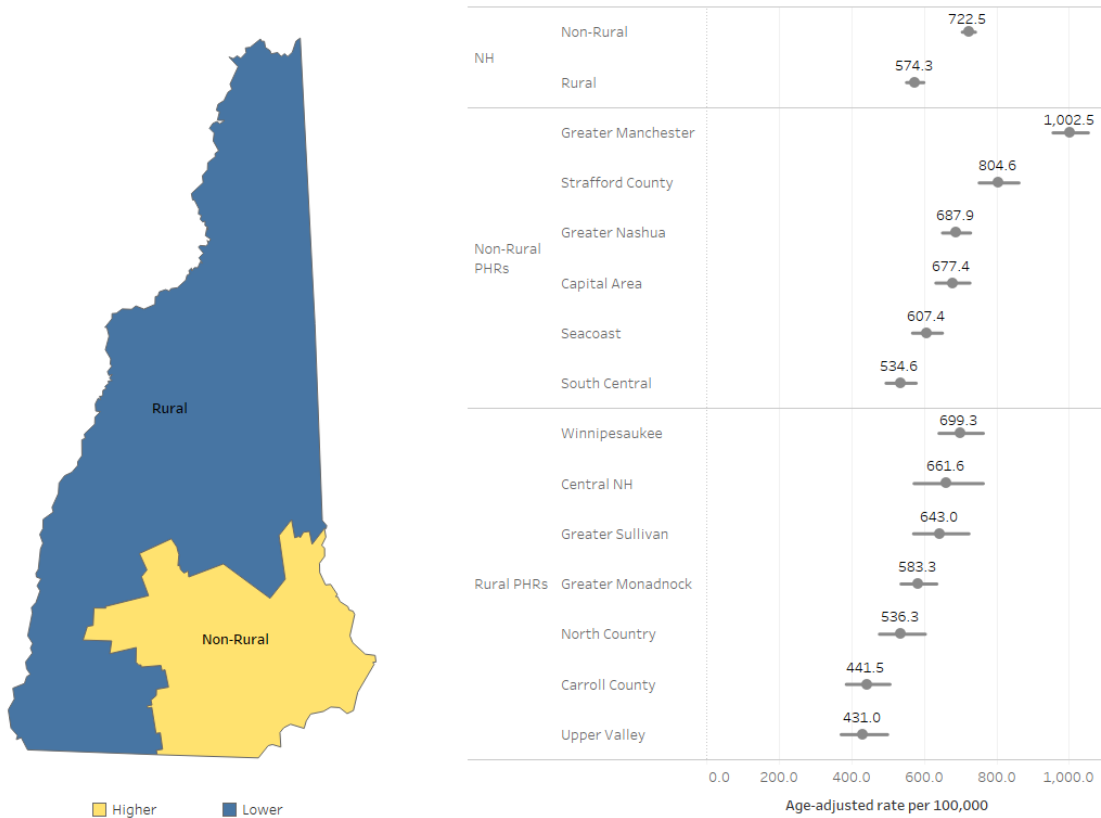 Rural
Non-Rural
Higher
Lower
NH
Non-Rural
722.5
Rural
574.3
Non-Rural
PHRs
Greater Manchester
1,002.5
Strafford County
804.6
Greater Nashua
687.9
Capital Area
677.4
Seacoast
607.4
South Central
534.6
Rural PHRs
Winnipesaukee
699.3
Central NH
661.6
Greater Sullivan
643.0
Greater Monadnock
583.3
North Country
536.3
Carroll County
441.5
Upper Valley
431.0
0.0 200.0 400.0 600.0 800.0 1,000.0
Age-adjusted rate per 100,000